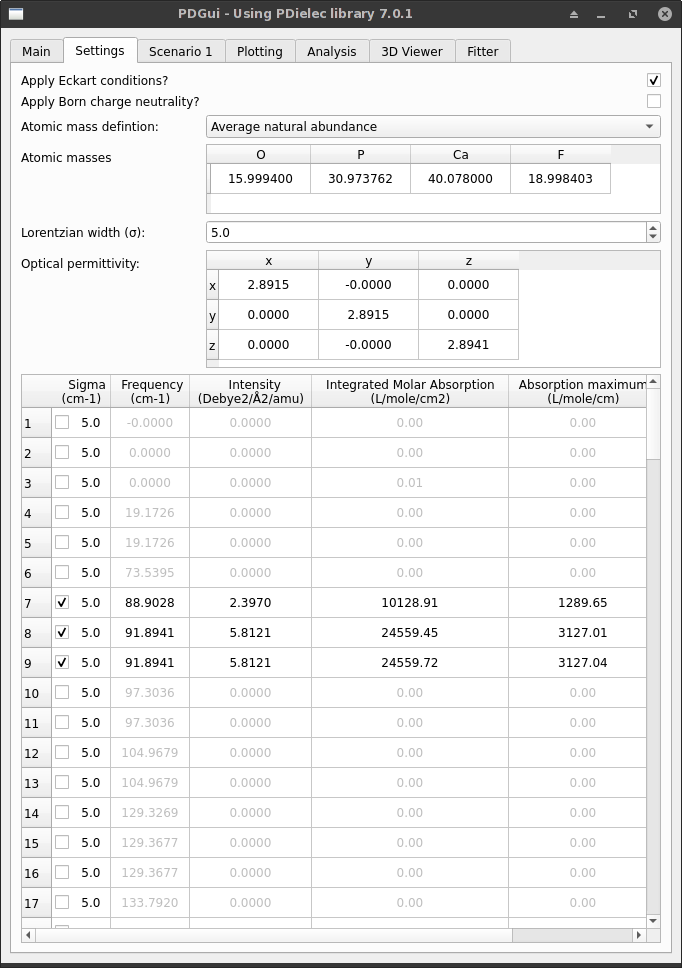 PDGui - Using PDielec library 7.0.1
Main Settings Scenario 1 Plotting Analysis 3D Viewer Fitter
Apply Eckart conditions?
Apply Born charge neutrality?
Atomic mass defintion: Average natural abundance
Atomic masses
O P Ca F
15.999400 30.973762 40.078000 18.998403
Lorentzian width (σ): 5.0
Optical permittivity:
x y z
x 2.8915 -0.0000 0.0000
y 0.0000 2.8915 0.0000
z 0.0000 -0.0000 2.8941
Sigma Frequency Intensity Integrated Molar Absorption Absorption maximum
(cm-1) (cm-1) (Debye2/Å2/amu) (L/mole/cm2) (L/mole/cm)
1 5.0 -0.0000 0.0000 0.00 0.00
2 5.0 0.0000 0.0000 0.00 0.00
3 5.0 0.0000 0.0000 0.01 0.00
4 5.0 19.1726 0.0000 0.00 0.00
5 5.0 19.1726 0.0000 0.00 0.00
6 5.0 73.5395 0.0000 0.00 0.00
7 5.0 88.9028 2.3970 10128.91 1289.65
8 5.0 91.8941 5.8121 24559.45 3127.01
9 5.0 91.8941 5.8121 24559.72 3127.04
10 5.0 97.3036 0.0000 0.00 0.00
11 5.0 97.3036 0.0000 0.00 0.00
12 5.0 104.9679 0.0000 0.00 0.00
13 5.0 104.9679 0.0000 0.00 0.00
14 5.0 129.3269 0.0000 0.00 0.00
15 5.0 129.3677 0.0000 0.00 0.00
16 5.0 129.3677 0.0000 0.00 0.00
17 5.0 133.7920 0.0000 0.00 0.00